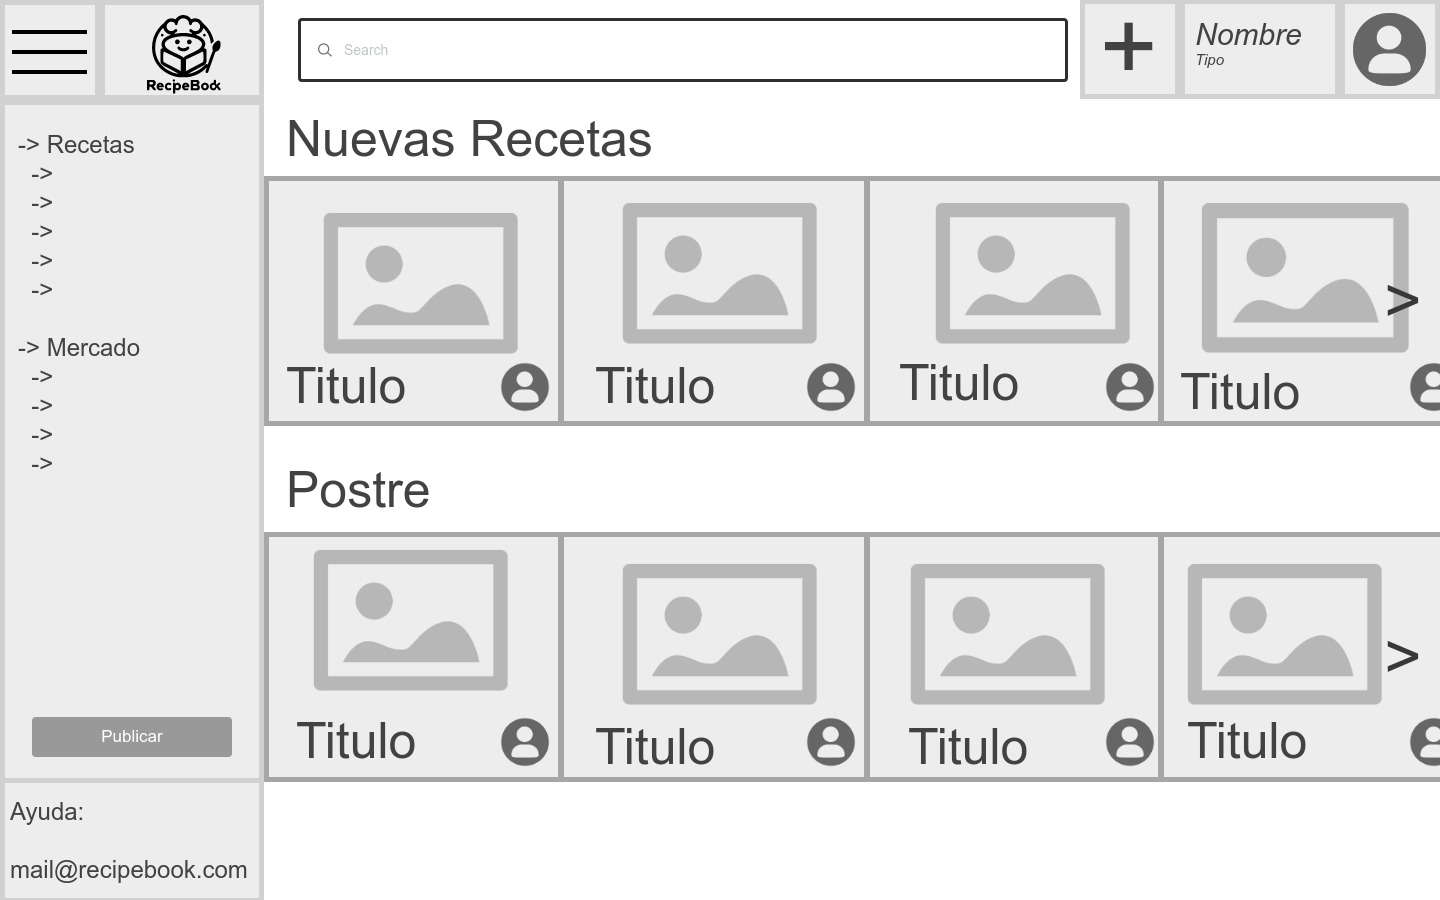 RecipeBook
Search
Nombre
Tipo
-> Recetas
->
->
->
->
->
-> Mercado
->
->
->
->
Publicar
Ayuda:
mail@recipebook.com
Nuevas Recetas
Titulo
Titulo
Titulo
Titulo
>
Postre
Titulo
Titulo
Titulo
Titulo
>